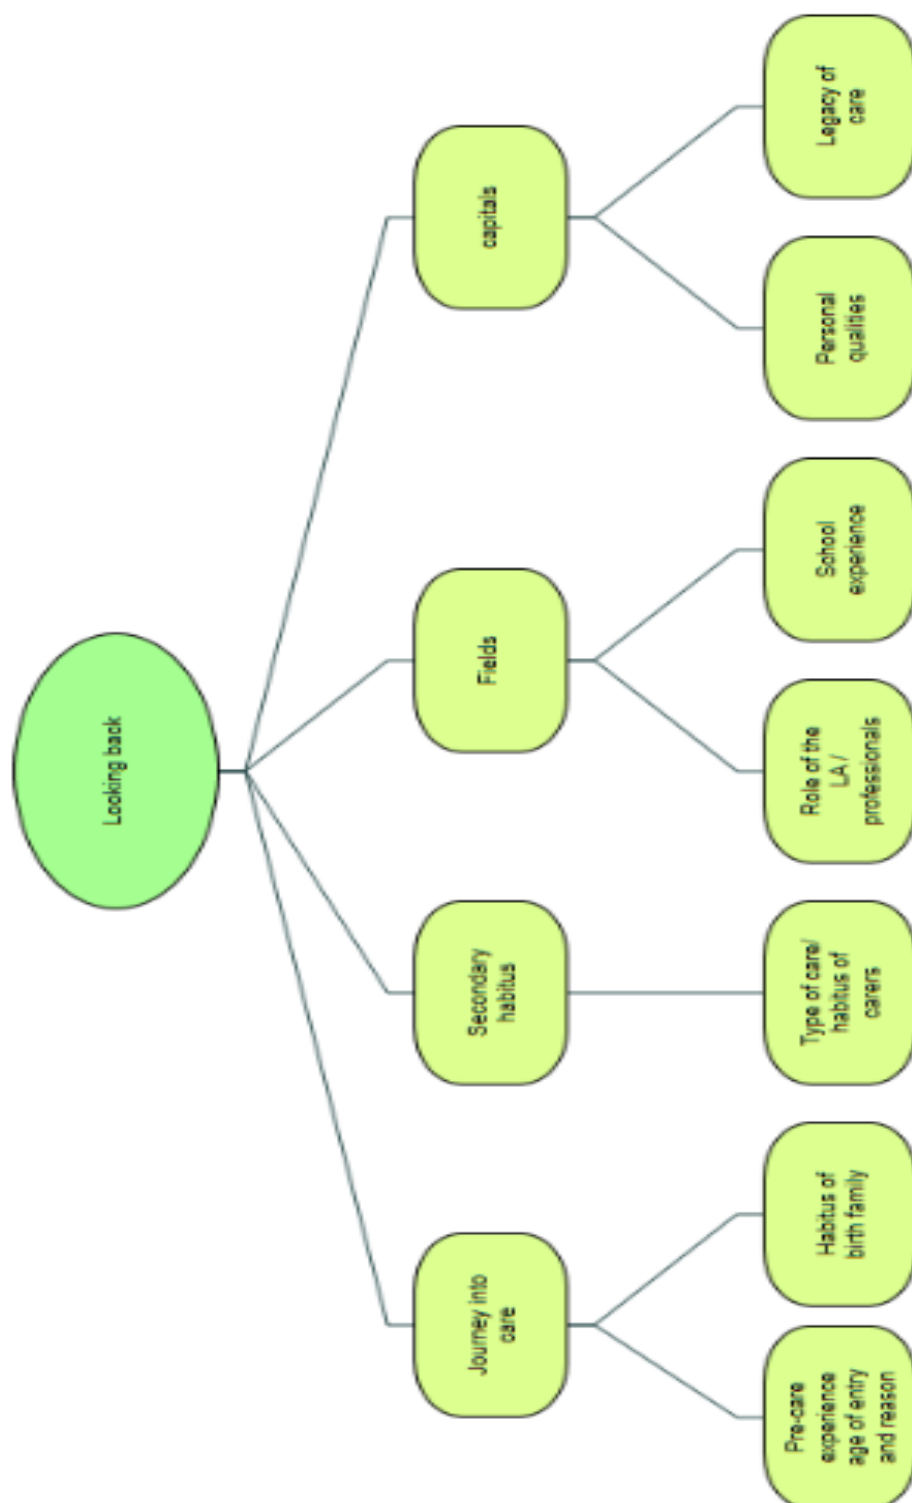 Looking back
Journey into
care
Secondary
habitus
Fields
capitals
Pre-care
experience
age of entry
and reason
Habitus of
birth family
Type of care/
habitus of
carers
Role of the
LA /
professionals
School
experience
Personal
qualities
Legacy of
care